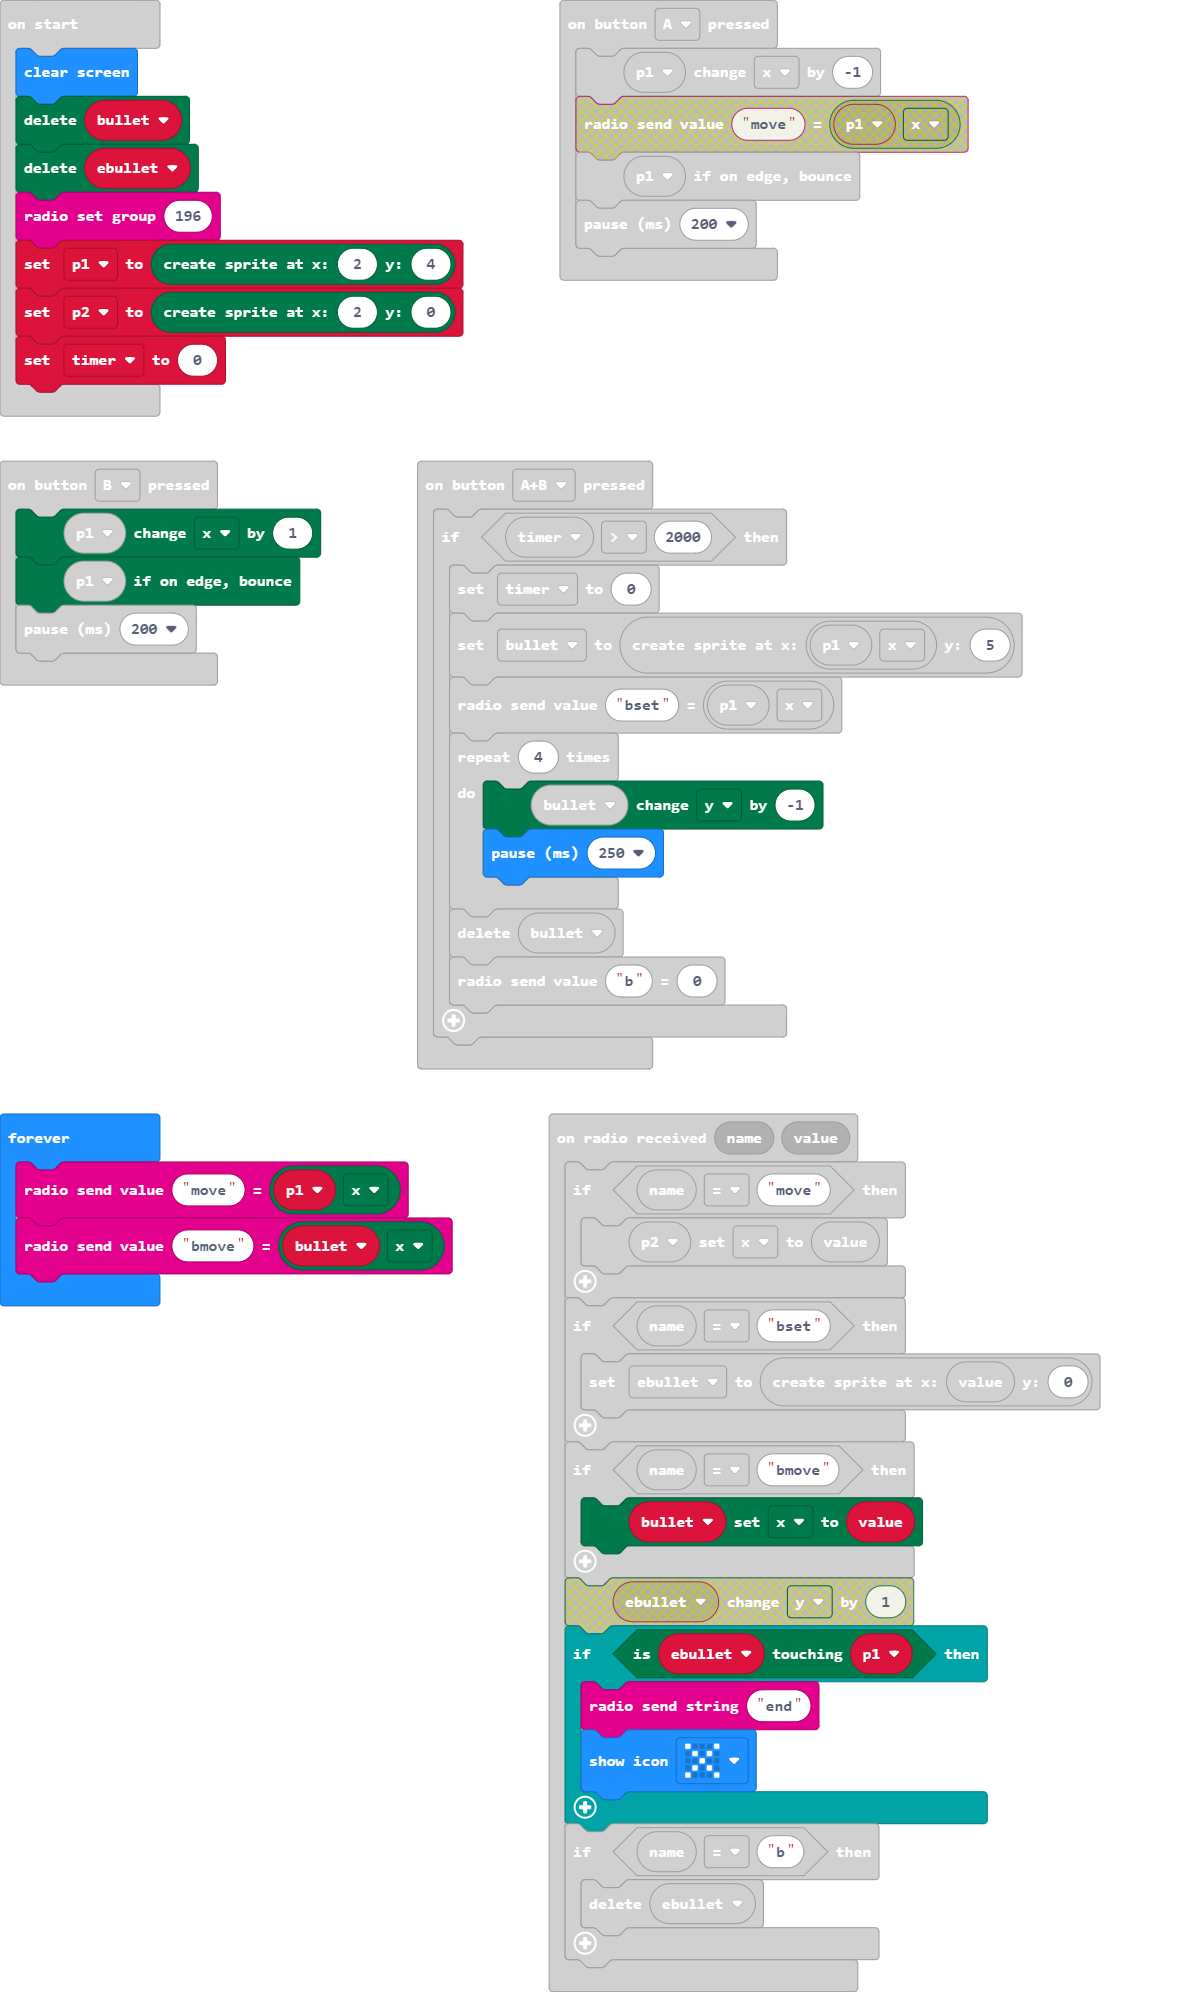 on start
clear screen
delete bullet
delete ebullet
radio set group 196
set p1 to create sprite at x: 2 y: 4
set p2 to create sprite at x: 2 y: 0
set timer to 0
on button A pressed
p1 change x by -1
radio send value "move" = p1 x
p1 if on edge, bounce
pause (ms) 200
on button B pressed
p1 change x by 1
p1 if on edge, bounce
pause (ms) 200
on button A+B pressed
if timer > 2000 then
set timer to 0
set bullet to create sprite at x: p1 x y: 5
radio send value "bset" = p1 x
repeat 4 times
do
bullet change y by -1
pause (ms) 250
delete bullet
radio send value "b" = 0
forever
radio send value "move" = p1 x
radio send value "bmove" = bullet x
on radio received name value
if name = "move" then
p2 set x to value
if name = "bset" then
set ebullet to create sprite at x: value y: 0
if name = "bmove" then
bullet set x to value
ebullet change y by 1
if is ebullet touching p1 then
radio send string "end"
show icon
if name = "b" then
delete ebullet